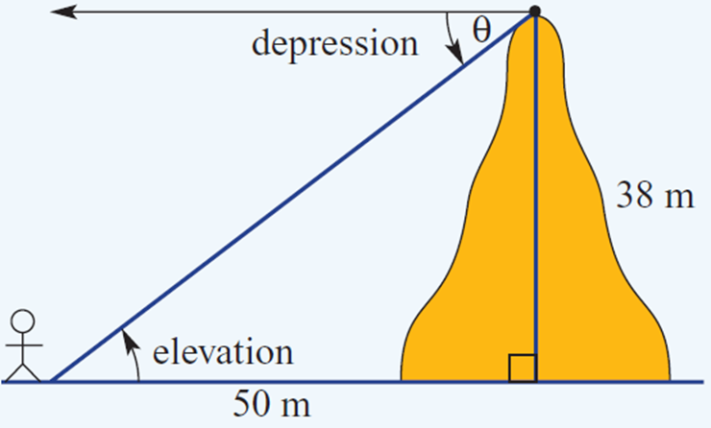 θ
depression
38 m
elevation
50 m